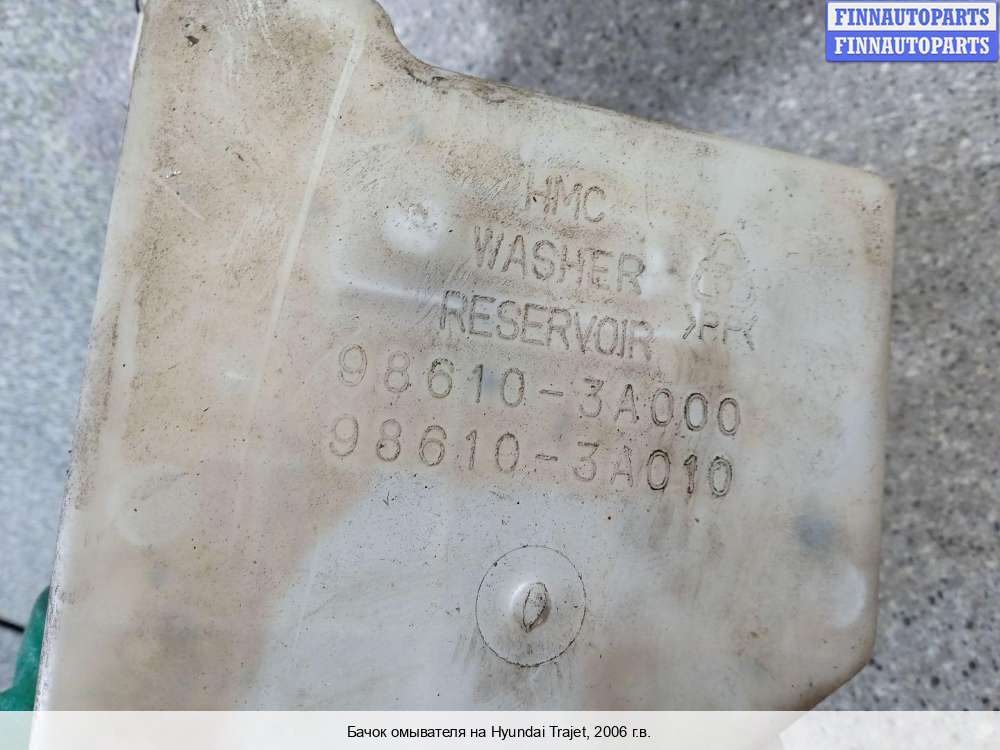 FINNAUTOPARTS
FINNAUTOPARTS
HMC
WASHER
RESERVOIR
>PP<
98610-3A000
98610-3A010
Бачок омывателя на Hyundai Trajet, 2006 г.в.